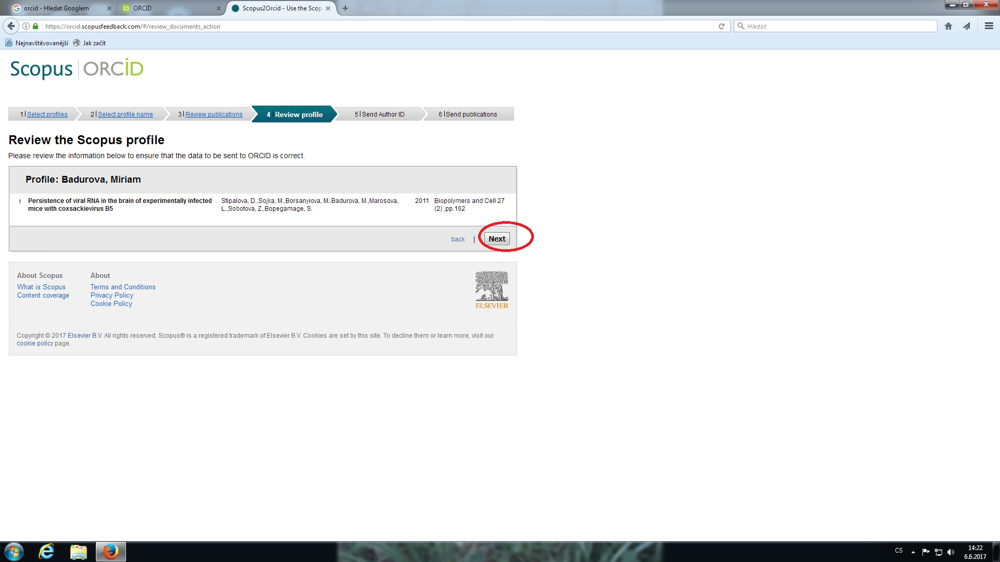 orcid - Hledat Googlem
ORCID
Scopus2Orcid - Use the Scop
https://orcid.scopusfeedback.com/#/review_documents_action
Hledat
Nejnavštěvovanější
Jak začít
Scopus | ORCID
1 Select profiles
2 Select profile name
3 Review publications
4 Review profile
5 Send Author ID
6 Send publications
Review the Scopus profile
Please review the information below to ensure that the data to be sent to ORCID is correct.
Profile: Badurova, Miriam
1 Persistence of viral RNA in the brain of experimentally infected
mice with coxsackievirus B5
Stipalova, D.,Sojka, M.,Borsanyiova, M.,Badurova, M.,Marosova,
L.,Sobotova, Z.,Bopegamage, S.
2011
Biopolymers and Cell 27
(2) ,pp.162
back | Next
About Scopus
What is Scopus
Content coverage
About
Terms and Conditions
Privacy Policy
Cookie Policy
ELSEVIER
Copyright © 2017 Elsevier B.V. All rights reserved. Scopus® is a registered trademark of Elsevier B.V. Cookies are set by this site. To decline them or learn more, visit our
cookie policy page.
CS
14:22
6.6.2017